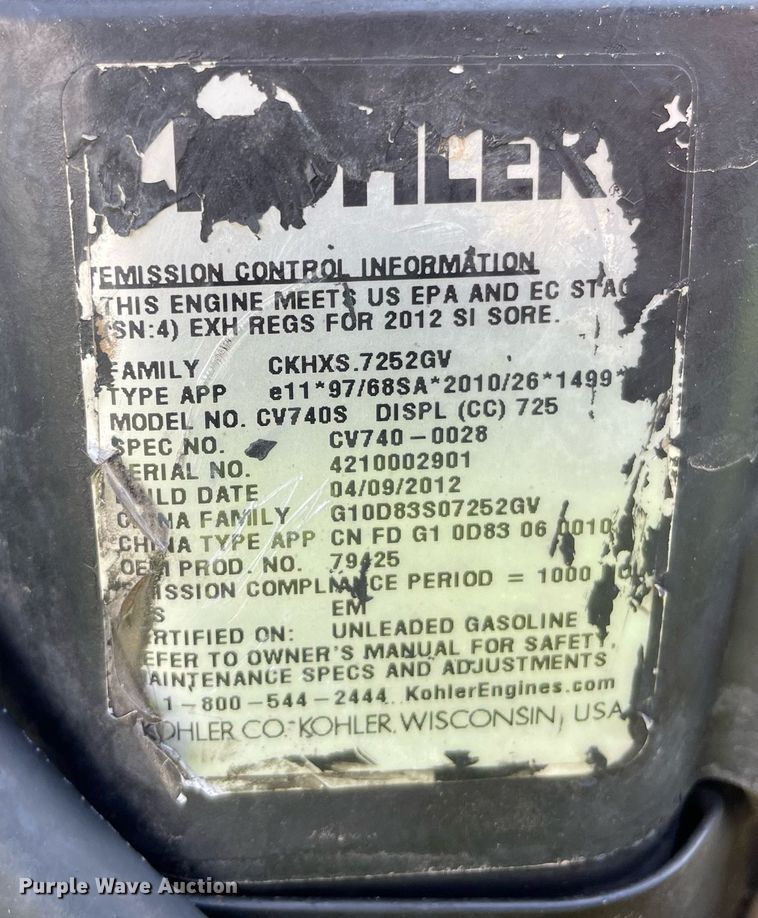 HLER
EMISSION CONTROL INFORMATION
THIS ENGINE MEETS US EPA AND EC STAG
(SN:4) EXH REGS FOR 2012 SI SORE.
FAMILY CKHXS.7252GV
TYPE APP e11*97/68SA*2010/26*1499*
MODEL NO. CV740S DISPL (CC) 725
SPEC NO. CV740-0028
SERIAL NO. 4210002901
BUILD DATE 04/09/2012
CHINA FAMILY G10D83S07252GV
CHINA TYPE APP CN FD G1 0D83 06 0010
OEM PROD. NO. 79425
EMISSION COMPLIANCE PERIOD = 1000
EM
CERTIFIED ON: UNLEADED GASOLINE
REFER TO OWNER'S MANUAL FOR SAFETY,
MAINTENANCE SPECS AND ADJUSTMENTS
1-800-544-2444 KohlerEngines.com
KOHLER CO. KOHLER, WISCONSIN, USA
Purple Wave Auction